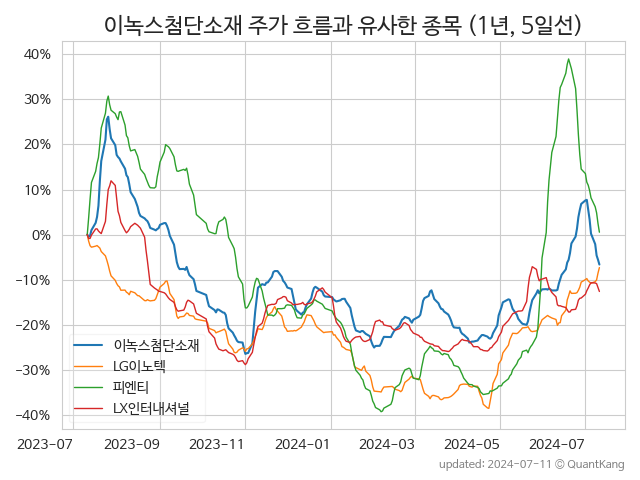 이녹스첨단소재 주가 흐름과 유사한 종목 (1년, 5일선)
40%
30%
20%
10%
0%
−10%
−20%
−30%
−40%
이녹스첨단소재
LG이노텍
피엔티
LX인터내셔널
2023-07 2023-09 2023-11 2024-01 2024-03 2024-05 2024-07
updated: 2024-07-11 © QuantKang